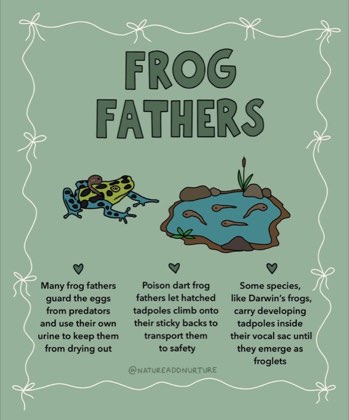 FROG
FATHERS
Many frog fathers
guard the eggs
from predators
and use their own
urine to keep them
from drying out
Poison dart frog
fathers let hatched
tadpoles climb onto
their sticky backs to
transport them
to safety
Some species,
like Darwin's frogs,
carry developing
tadpoles inside
their vocal sac until
they emerge as
froglets
@NATUREADDNURTURE